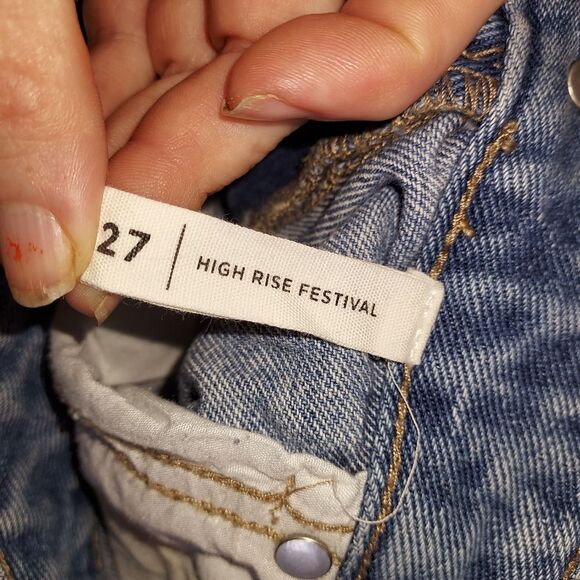 27 | HIGH RISE FESTIVAL